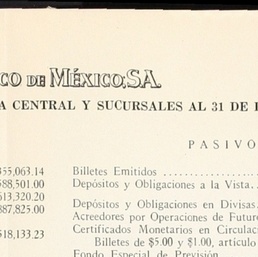 CO DE MÉXICO, S.A.
A CENTRAL Y SUCURSALES AL 31 DE
PASIVO
355,063.14 Billetes Emitidos
588,501.00 Depósitos y Obligaciones a la Vista
613,320.20
887,825.00 Depósitos y Obligaciones en Divisas
Acreedores por Operaciones de Futuro
518,133.23 Certificados Monetarios en Circulaci
Billetes de $5.00 y $1.00, artículo
Fondo Especial de Previsión